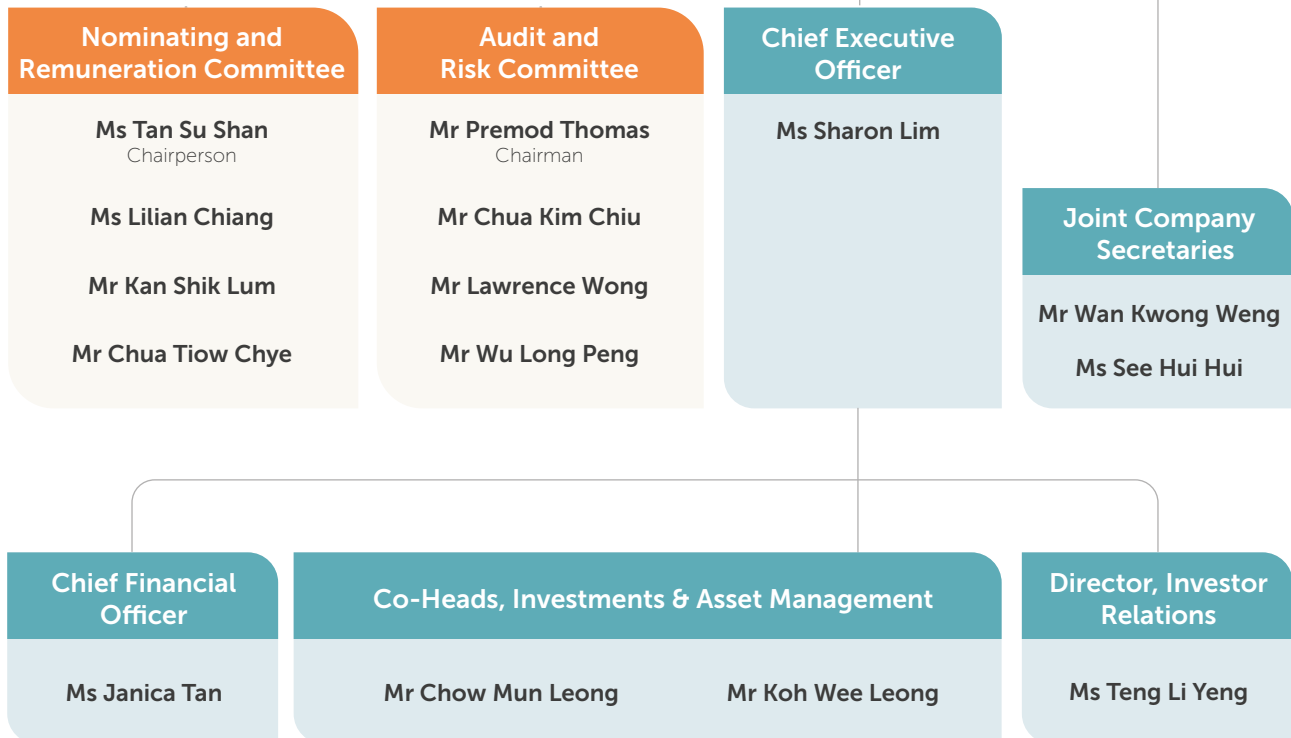 Nominating and
Remuneration Committee
Ms Tan Su Shan
Chairperson
Ms Lilian Chiang
Mr Kan Shik Lum
Mr Chua Tiow Chye
Audit and
Risk Committee
Mr Premod Thomas
Chairman
Mr Chua Kim Chiu
Mr Lawrence Wong
Mr Wu Long Peng
Chief Executive
Officer
Ms Sharon Lim
Joint Company
Secretaries
Mr Wan Kwong Weng
Ms See Hui Hui
Chief Financial
Officer
Ms Janica Tan
Co-Heads, Investments & Asset Management
Mr Chow Mun Leong
Mr Koh Wee Leong
Director, Investor
Relations
Ms Teng Li Yeng